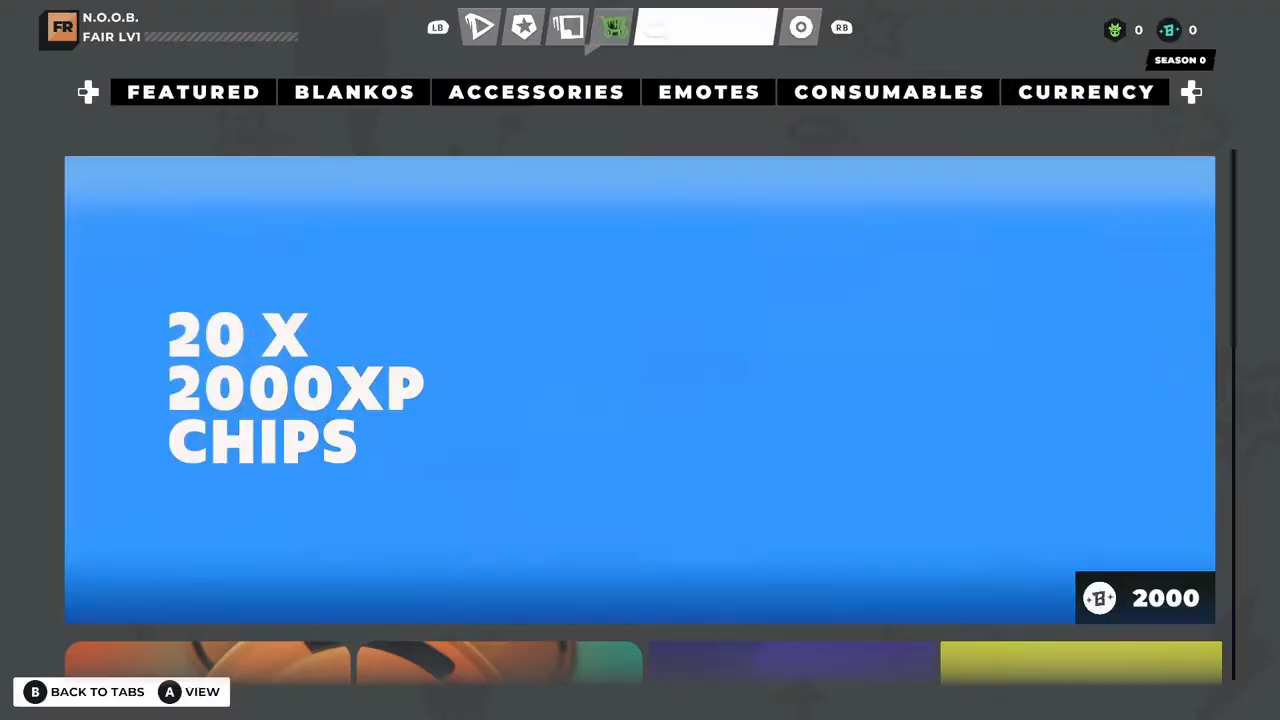 FR
N.O.O.B.
FAIR LV1
LB
RB
0
0
SEASON 0
FEATURED
BLANKOS
ACCESSORIES
EMOTES
CONSUMABLES
CURRENCY
20 X
2000XP
CHIPS
2000
B BACK TO TABS A VIEW